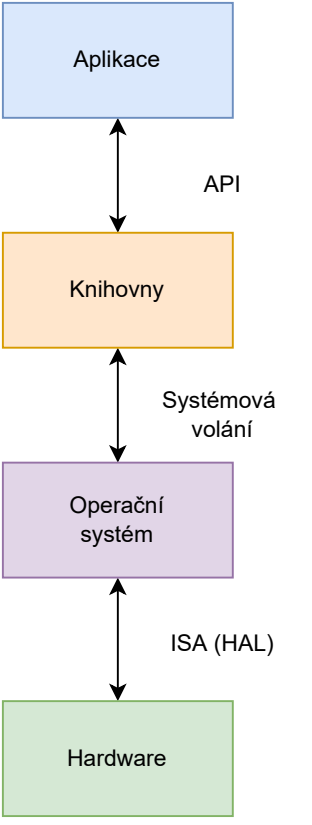 Aplikace
API
Knihovny
Systémová
volání
Operační
systém
ISA (HAL)
Hardware